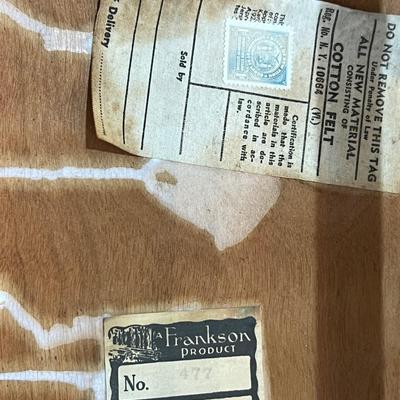 DO NOT REMOVE THIS TAG
Under Penalty of Law
ALL NEW MATERIAL
CONSISTING OF
COTTON FELT
Reg. No. N. Y. 10664 (Vt.)
Certification is
made that the
materials in this
article are de-
scribed in ac-
cordance with
law.
Sold by
Delivery
A Frankson
PRODUCT
No. 477